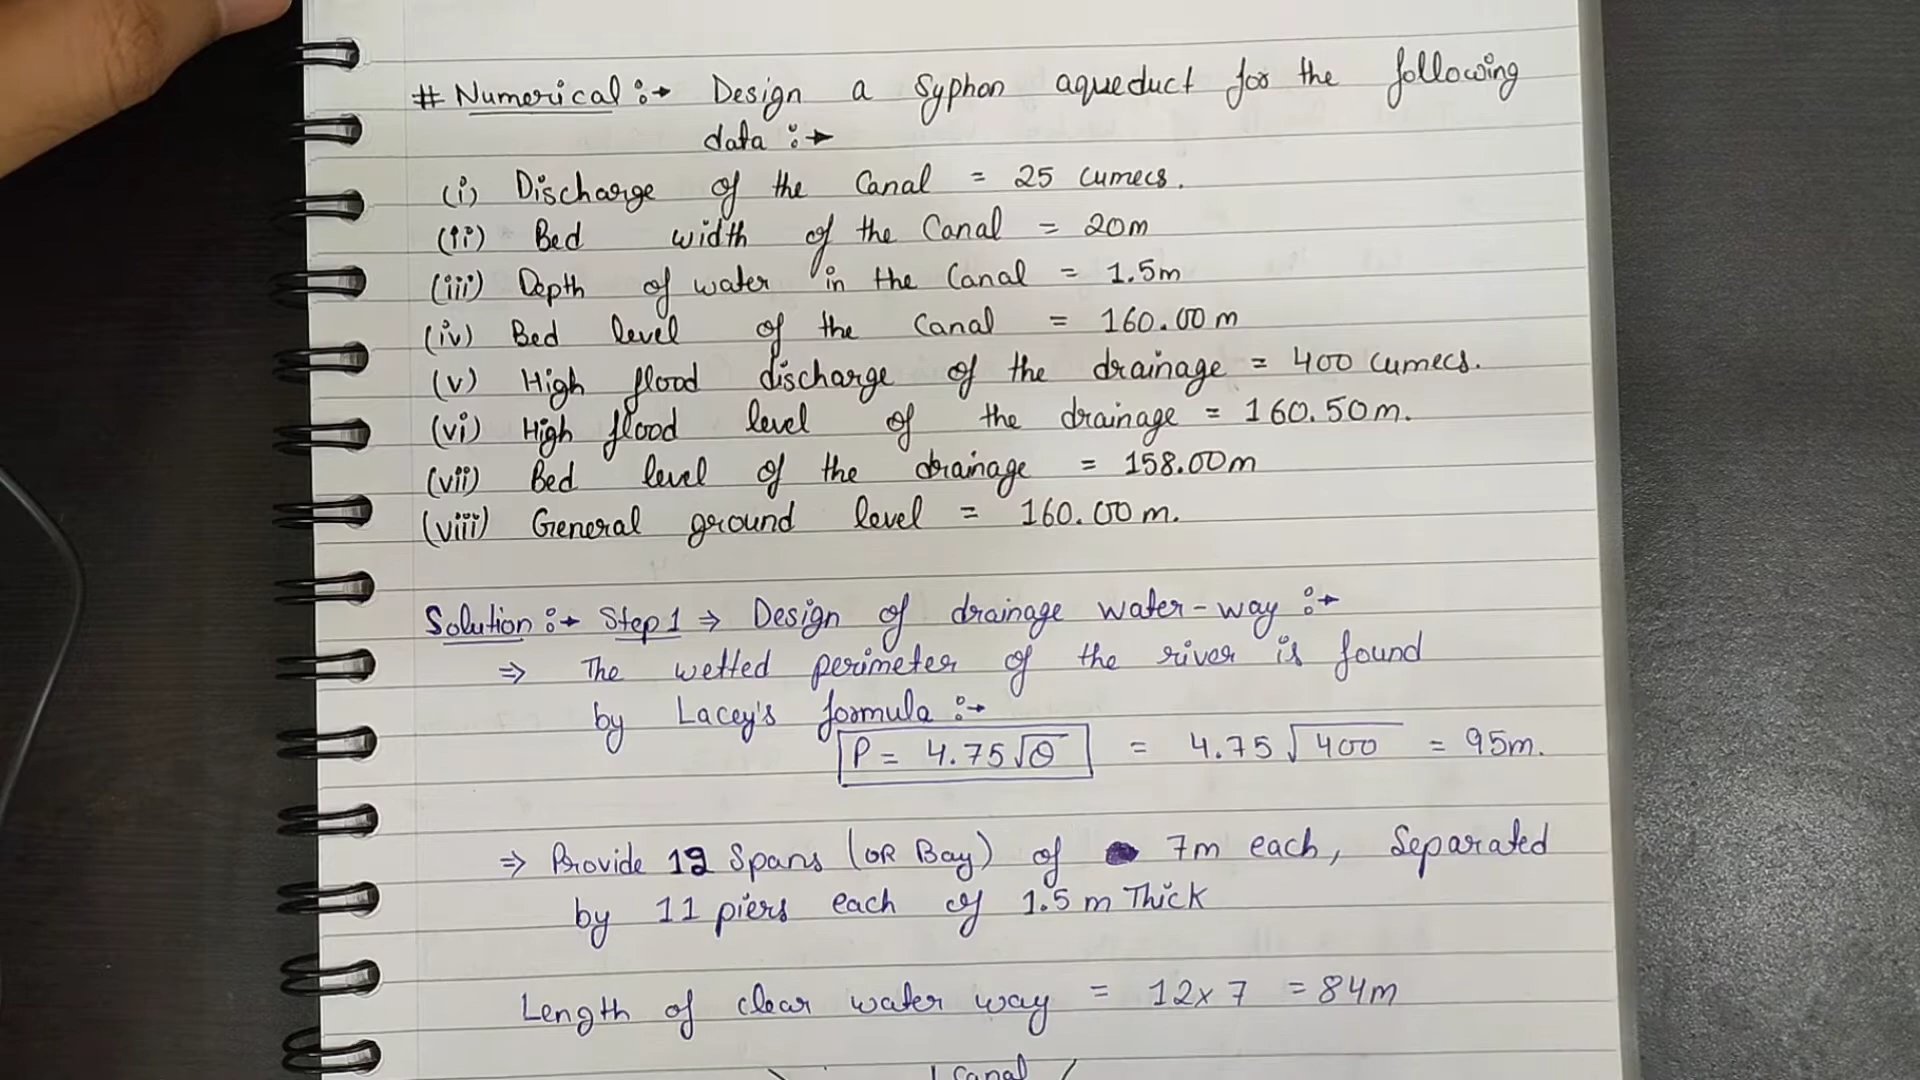 # Numerical :→ Design a Syphon aqueduct for the following
data :→
(i) Discharge of the Canal = 25 cumecs.
(ii) Bed width of the Canal = 20m
(iii) Depth of water in the Canal = 1.5m
(iv) Bed level of the Canal = 160.00 m
(v) High flood discharge of the drainage = 400 cumecs.
(vi) High flood level of the drainage = 160.50m.
(vii) Bed level of the drainage = 158.00m
(viii) General ground level = 160.00 m.
Solution :→ Step 1 ⇒ Design of drainage water-way :→
⇒ The wetted perimeter of the river is found
by Lacey's formula :→
P = 4.75√Q = 4.75√400 = 95m.
⇒ Provide 12 Spans (OR Bay) of 7m each, Separated
by 11 piers each of 1.5 m Thick
Length of clear water way = 12x7 = 84m
Canal